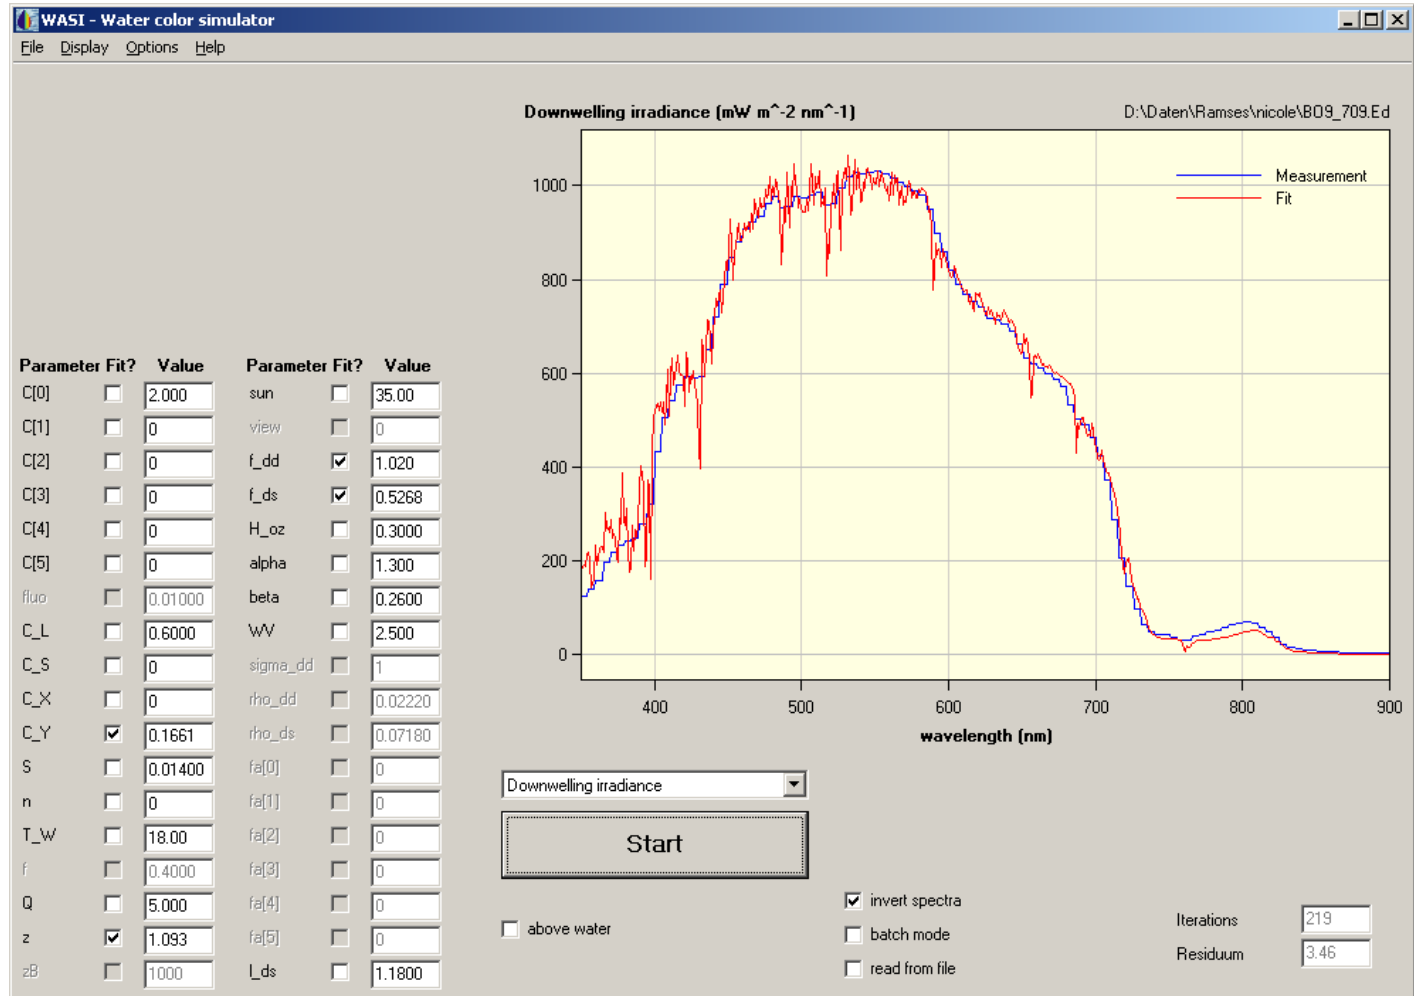 WASI - Water color simulator
File Display Options Help
Downwelling irradiance (mW m^-2 nm^-1) D:\Daten\Ramses\nicole\BO9_709.Ed
1000
800
600
400
200
0
Measurement
Fit
400 500 600 700 800 900
wavelength (nm)
Parameter Fit? Value Parameter Fit? Value
C[0] 2.000 sun 35.00
C[1] 0 view 0
C[2] 0 f_dd 1.020
C[3] 0 f_ds 0.5268
C[4] 0 H_oz 0.3000
C[5] 0 alpha 1.300
fluo 0.01000 beta 0.2600
C_L 0.6000 WV 2.500
C_S 0 sigma_dd 1
C_X 0 rho_dd 0.02220
C_Y 0.1661 rho_ds 0.07180
S 0.01400 fa[0] 0
n 0 fa[1] 0
T_W 18.00 fa[2] 0
f 0.4000 fa[3] 0
Q 5.000 fa[4] 0
z 1.093 fa[5] 0
zB 1000 l_ds 1.1800
Downwelling irradiance
Start
above water
invert spectra
batch mode
read from file
Iterations 219
Residuum 3.46